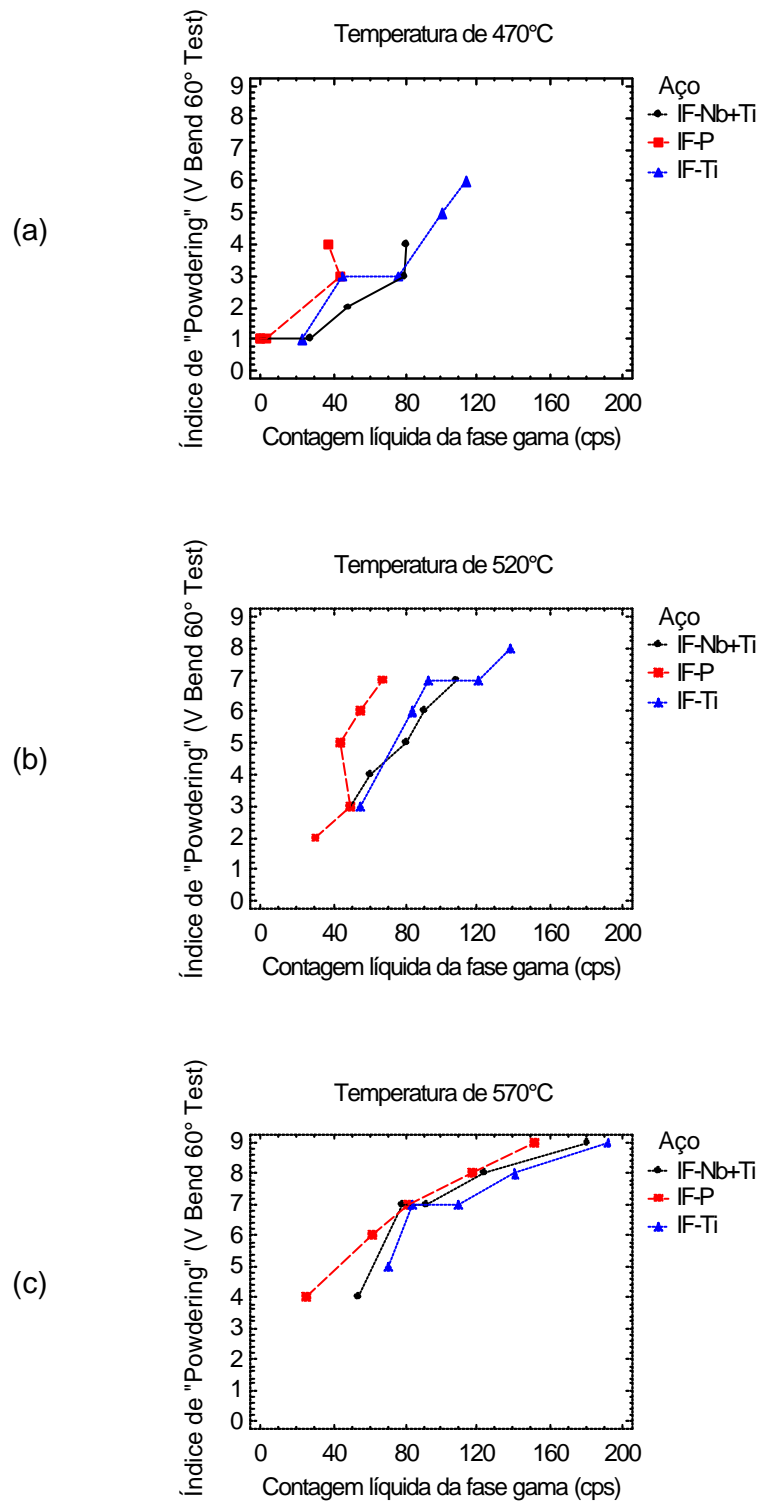 Temperatura de 470°C
(a)
Índice de "Powdering" (V Bend 60° Test)
9
8
7
6
5
4
3
2
1
0
0 40 80 120 160 200
Contagem líquida da fase gama (cps)
Aço
IF-Nb+Ti
IF-P
IF-Ti
Temperatura de 520°C
(b)
Índice de "Powdering" (V Bend 60° Test)
9
8
7
6
5
4
3
2
1
0
0 40 80 120 160 200
Contagem líquida da fase gama (cps)
Aço
IF-Nb+Ti
IF-P
IF-Ti
Temperatura de 570°C
(c)
Índice de "Powdering" (V Bend 60° Test)
9
8
7
6
5
4
3
2
1
0
0 40 80 120 160 200
Contagem líquida da fase gama (cps)
Aço
IF-Nb+Ti
IF-P
IF-Ti